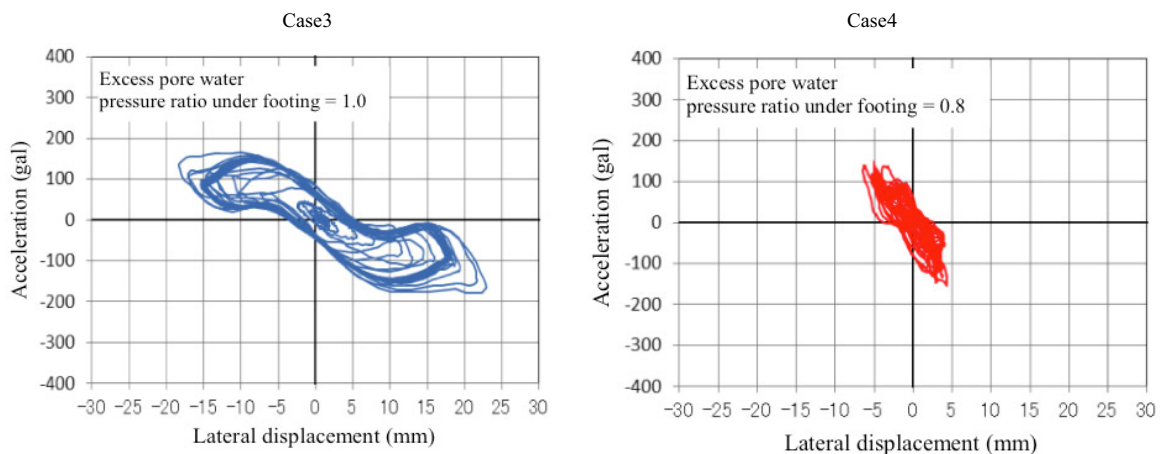 Case3
Excess pore water
pressure ratio under footing = 1.0
Acceleration (gal)
400
300
200
100
0
-100
-200
-300
-400
-30 -25 -20 -15 -10 -5 0 5 10 15 20 25 30
Lateral displacement (mm)
Case4
Excess pore water
pressure ratio under footing = 0.8
Acceleration (gal)
400
300
200
100
0
-100
-200
-300
-400
-30 -25 -20 -15 -10 -5 0 5 10 15 20 25 30
Lateral displacement (mm)